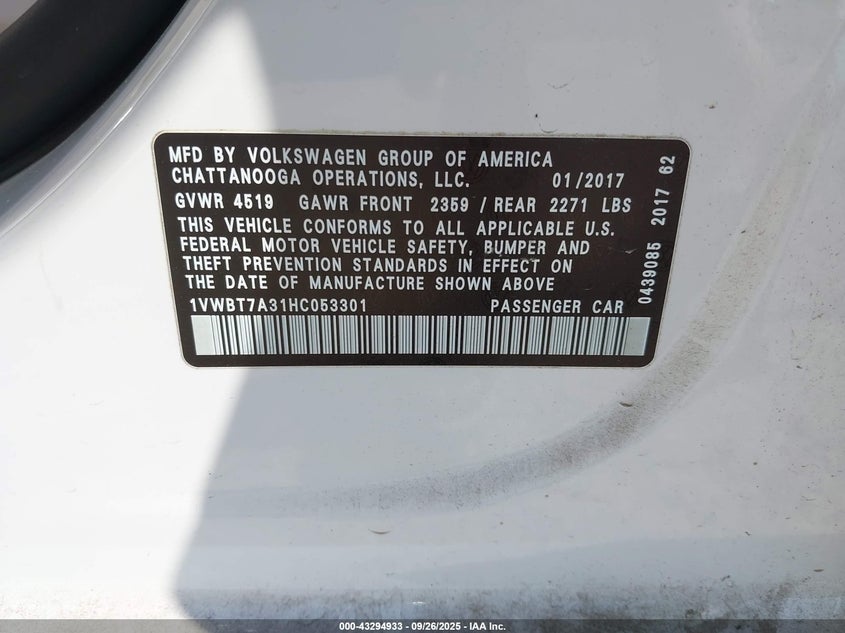 MFD BY VOLKSWAGEN GROUP OF AMERICA
CHATTANOOGA OPERATIONS, LLC. 01/2017
GVWR 4519 GAWR FRONT 2359 / REAR 2271 LBS
THIS VEHICLE CONFORMS TO ALL APPLICABLE U.S.
FEDERAL MOTOR VEHICLE SAFETY, BUMPER AND
THEFT PREVENTION STANDARDS IN EFFECT ON
THE DATE OF MANUFACTURE SHOWN ABOVE
1VWBT7A31HC053301 PASSENGER CAR
0439085 2017 62
000-43294933 - 09/26/2025 - IAA Inc.